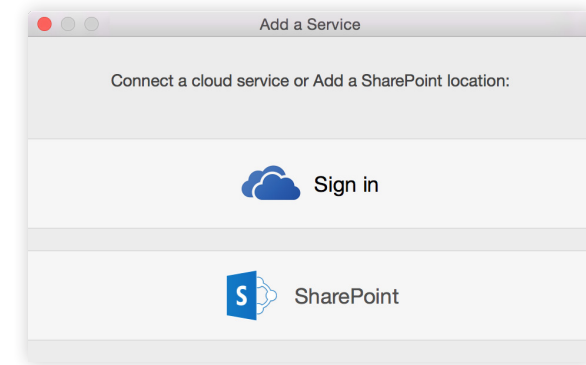 Add a Service
Connect a cloud service or Add a SharePoint location:
Sign in
S
SharePoint